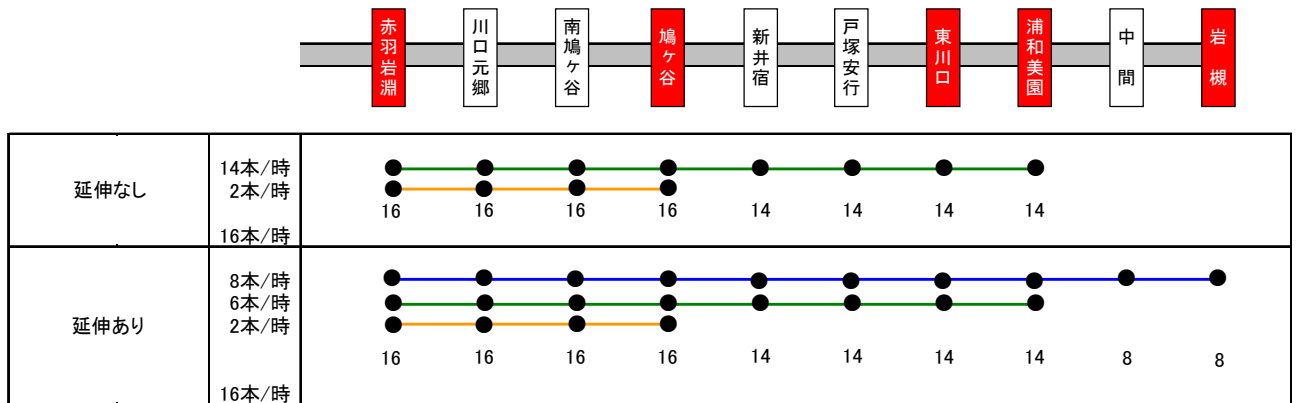 赤羽岩淵
川口元郷
南鳩ヶ谷
鳩ヶ谷
新井宿
戸塚安行
東川口
浦和美園
中間
岩槻
延伸なし
14本/時
2本/時
16 16 16 16 14 14 14 14
16本/時
延伸あり
8本/時
6本/時
2本/時
16 16 16 16 14 14 14 14 8 8
16本/時